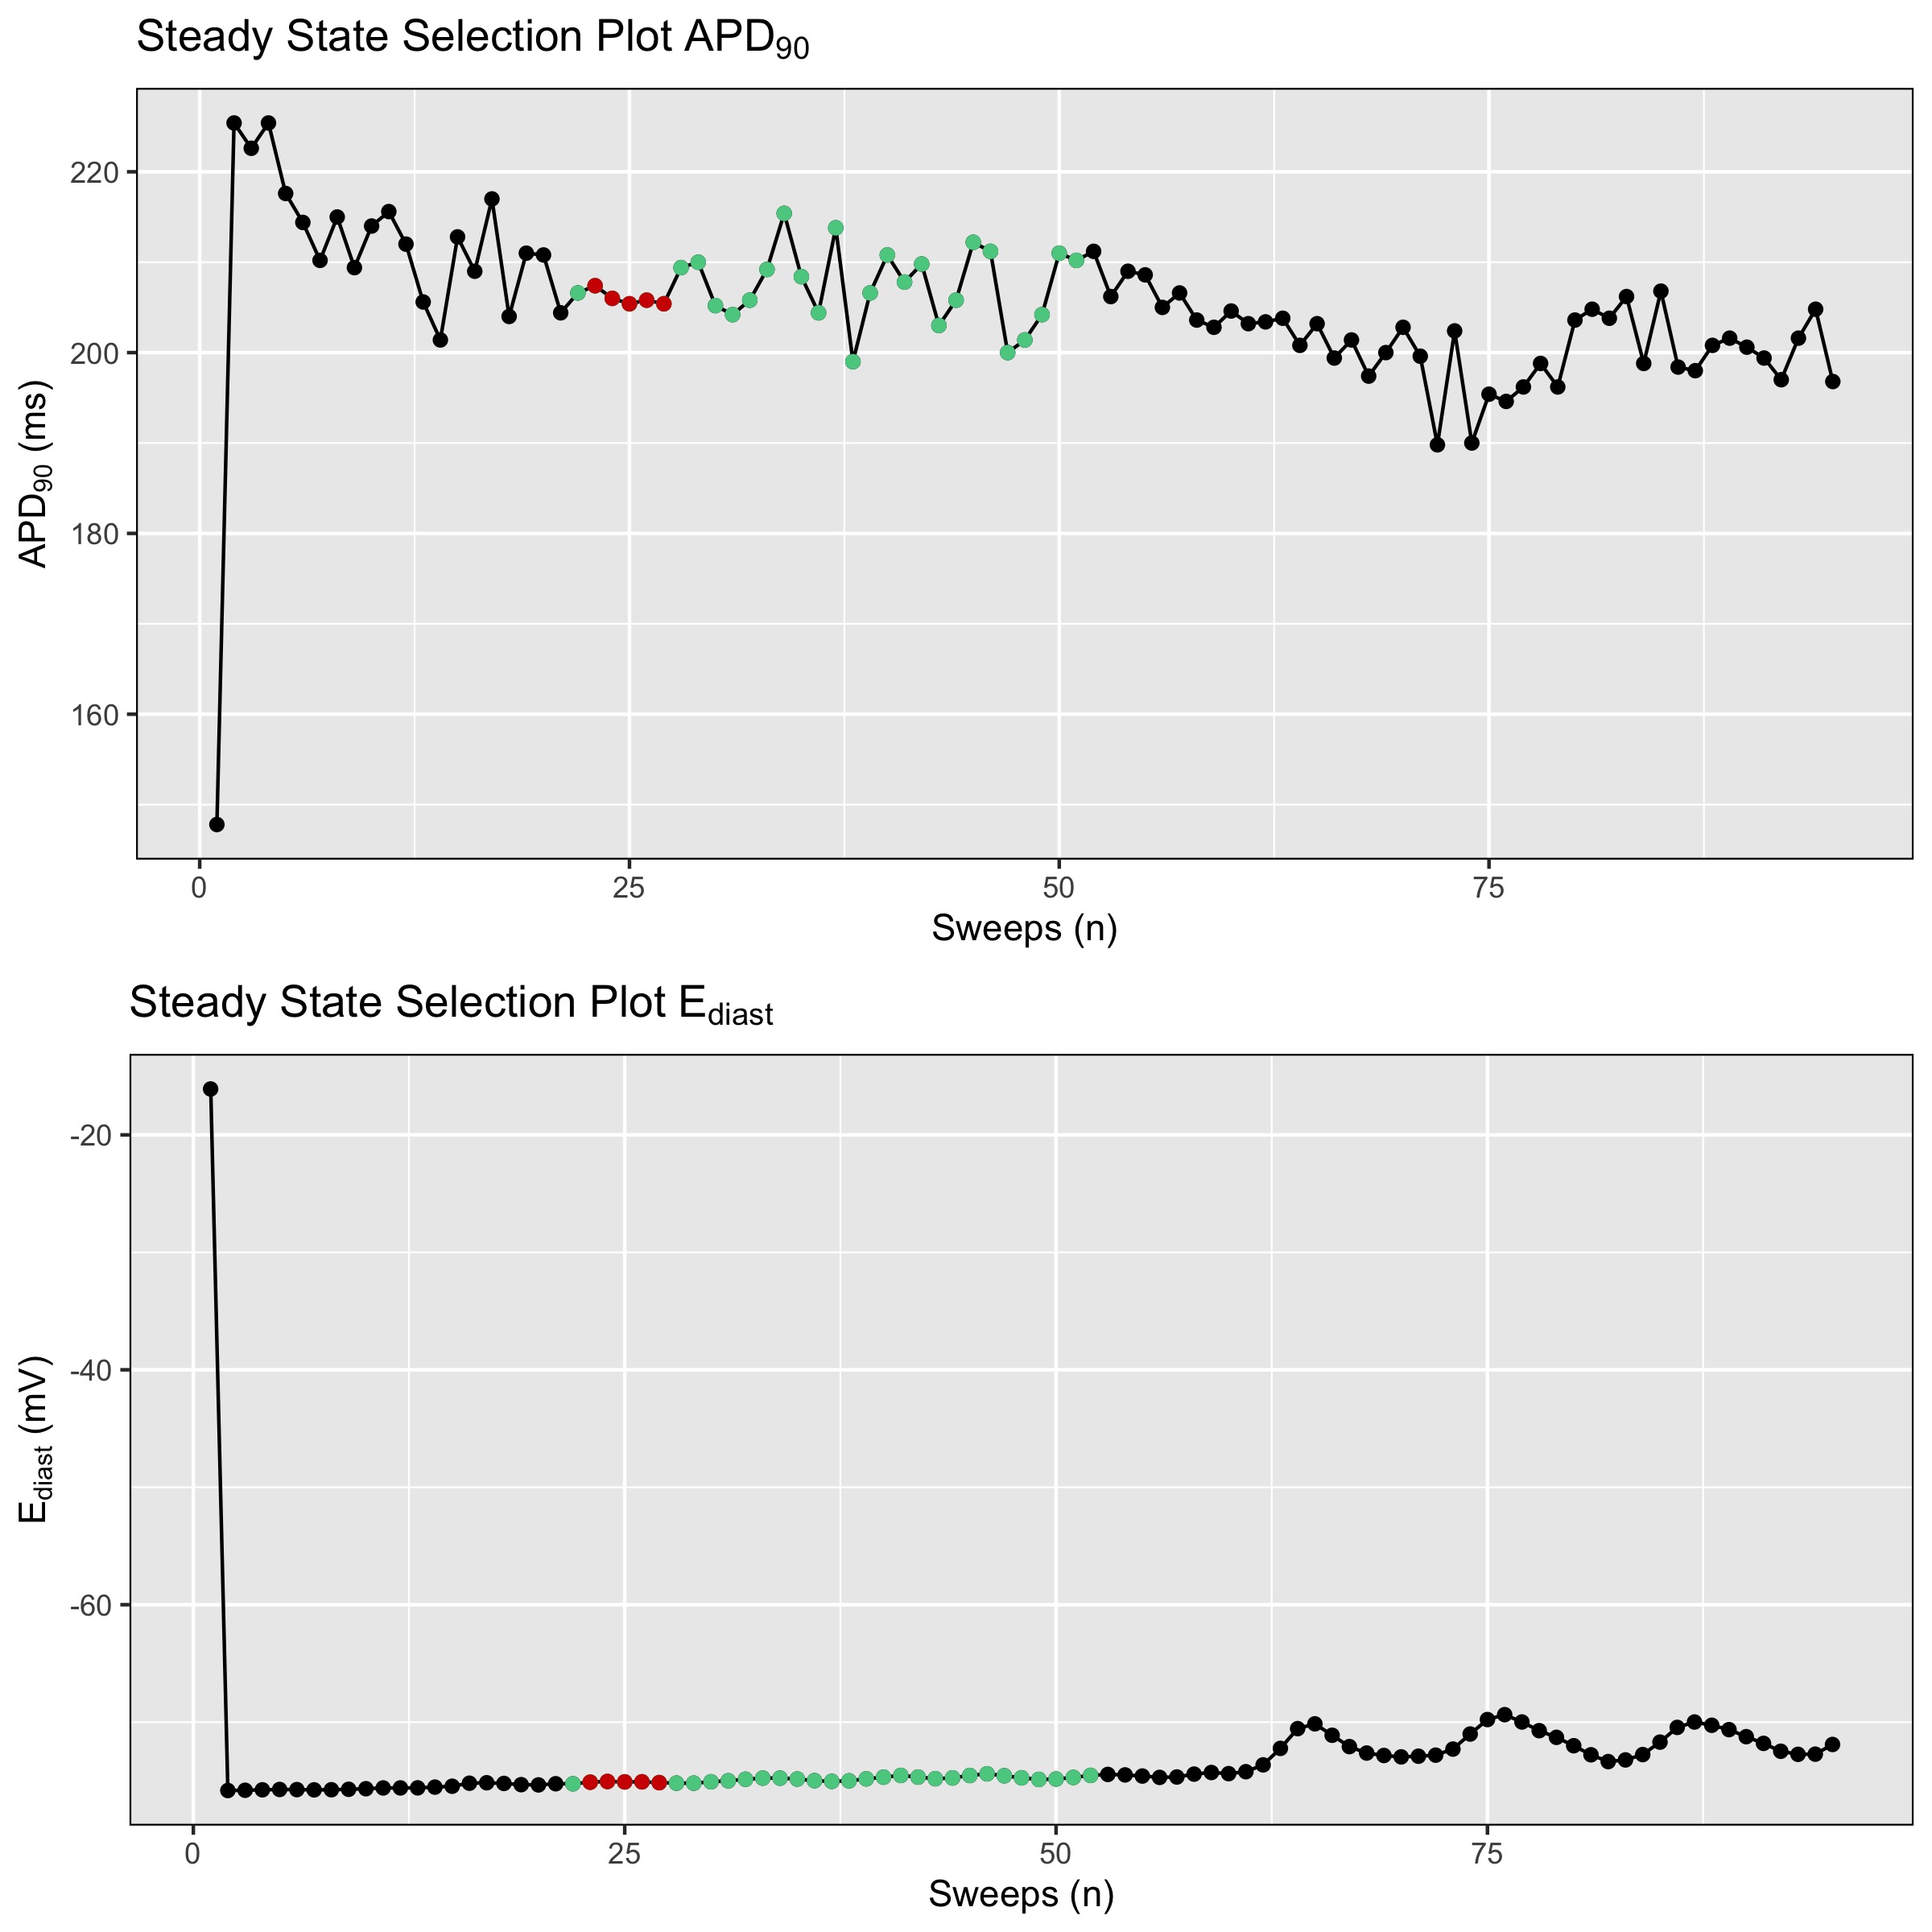 Steady State Selection Plot APD90
220
200
180
160
APD90 (ms)
0 25 50 75
Sweeps (n)
Steady State Selection Plot Ediast
-20
-40
-60
Ediast (mV)
0 25 50 75
Sweeps (n)